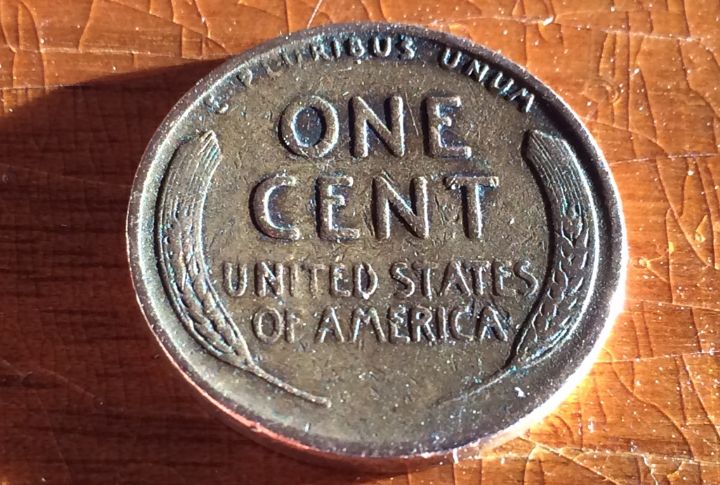 E PLURIBUS UNUM
ONE
CENT
UNITED STATES
OF AMERICA